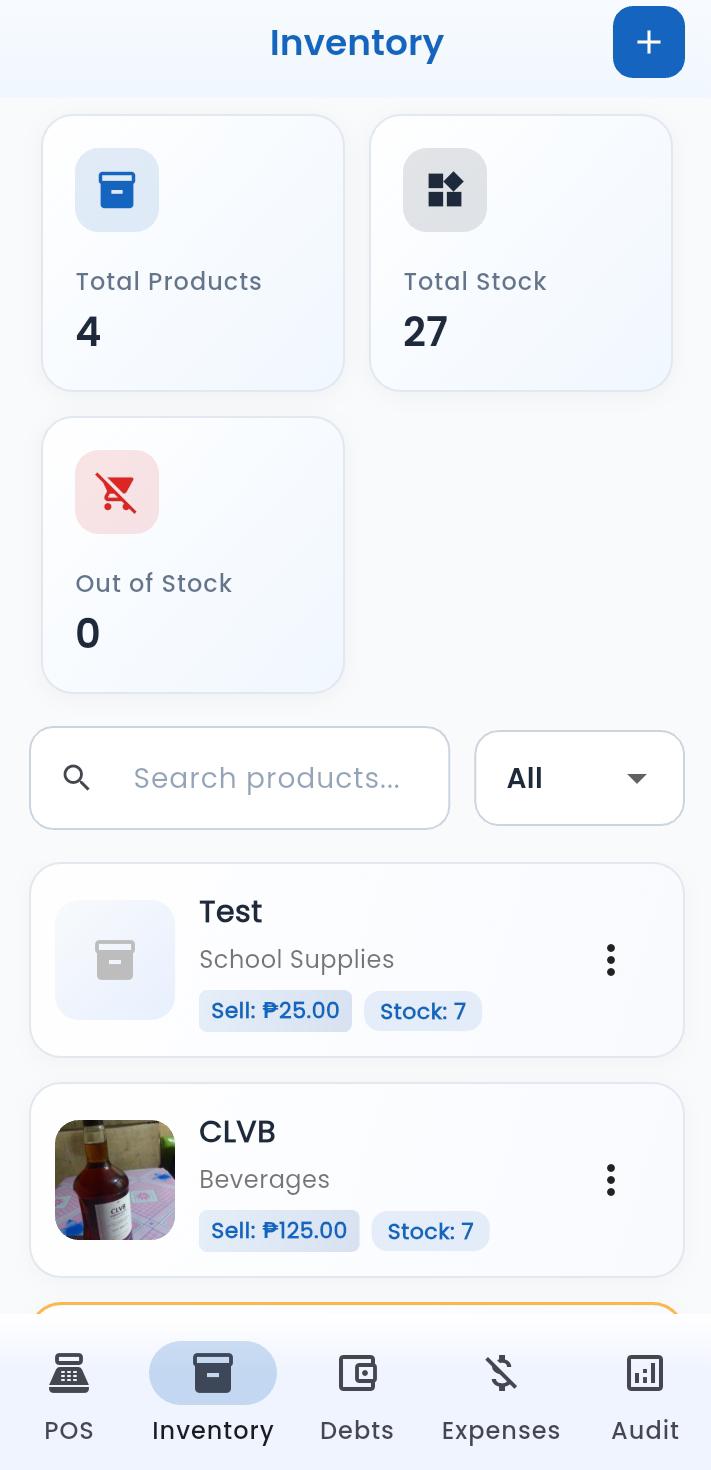 Inventory
Total Products
4
Total Stock
27
Out of Stock
0
Search products...
All
Test
School Supplies
Sell: ₱25.00
Stock: 7
CLVB
CLVB
Beverages
Sell: ₱125.00
Stock: 7
POS
Inventory
Debts
Expenses
Audit